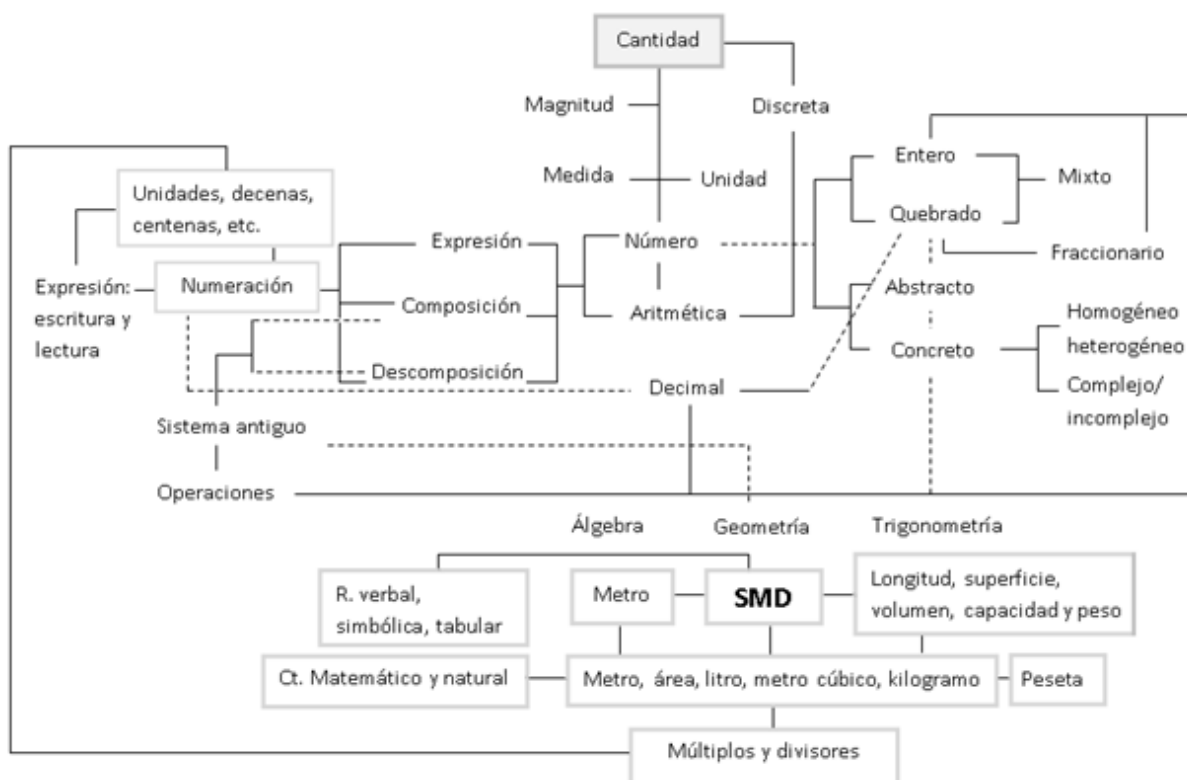 Cantidad
Magnitud
Discreta
Medida
Unidad
Entero
Mixto
Unidades, decenas,
centenas, etc.
Quebrado
Expresión
Número
Fraccionario
Expresión:
escritura y
lectura
Numeración
Composición
Aritmética
Abstracto
Homogéneo
heterogéneo
Concreto
Descomposición
Decimal
Complejo/
incomplejo
Sistema antiguo
Operaciones
Álgebra
Geometría
Trigonometría
R. verbal,
simbólica, tabular
Metro
SMD
Longitud, superficie,
volumen, capacidad y peso
Ct. Matemático y natural
Metro, área, litro, metro cúbico, kilogramo
Peseta
Múltiplos y divisores